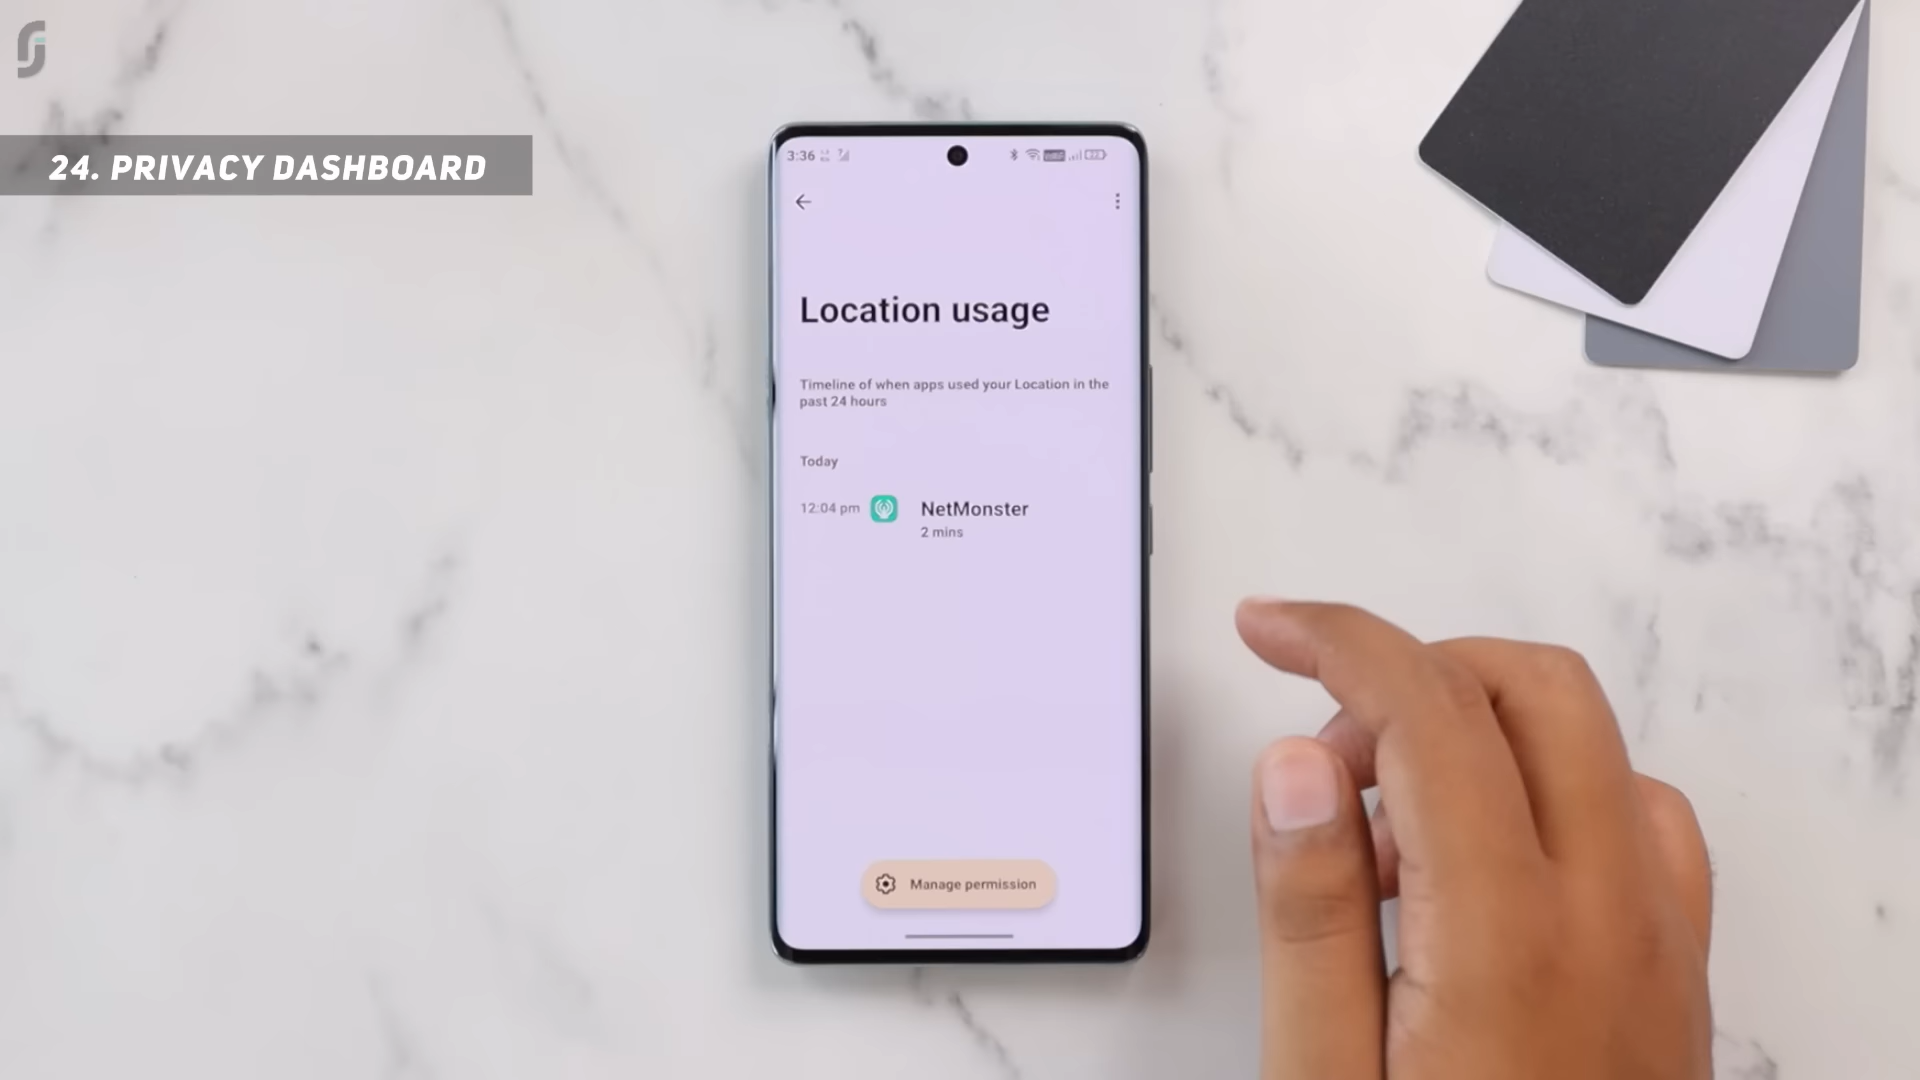 24. PRIVACY DASHBOARD
3:36
Location usage
Timeline of when apps used your Location in the
past 24 hours
Today
12:04 pm
NetMonster
2 mins
Manage permission